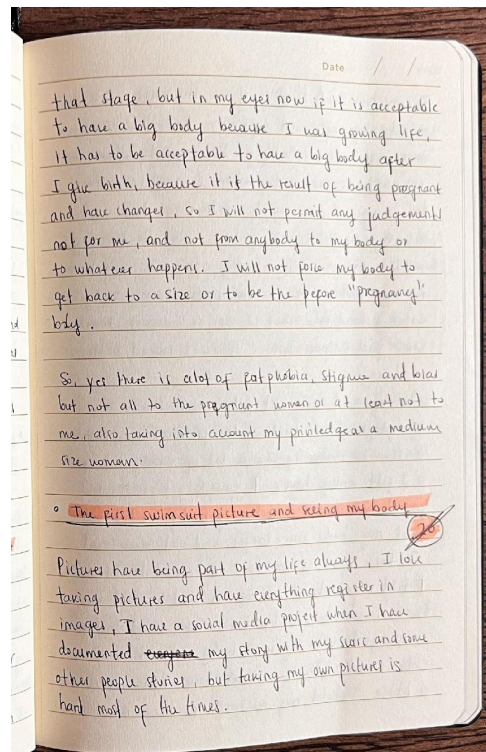 Date / /
that stage, but in my eyes now if it is acceptable
to have a big body because I was growing life,
it has to be acceptable to have a big body after
I give birth, because it it the result of being pregnant
and have changes, so I will not permit any judgements
not for me, and not from anybody to my body or
to whatever happens. I will not force my body to
get back to a size or to be the before "pregnancy"
body.
So, yes there is alot of fatphobia, stigma and bias
but not all to the pregnant women or at least not to
me, also taking into account my priviledge as a medium
size woman.
• The first swimsuit picture and seeing my body
26
Pictures have being part of my life always, I love
taking pictures and have everything register in
images, I have a social media project when I have
documented my story with my scars and some
other people stories, but taking my own pictures is
hard most of the times.